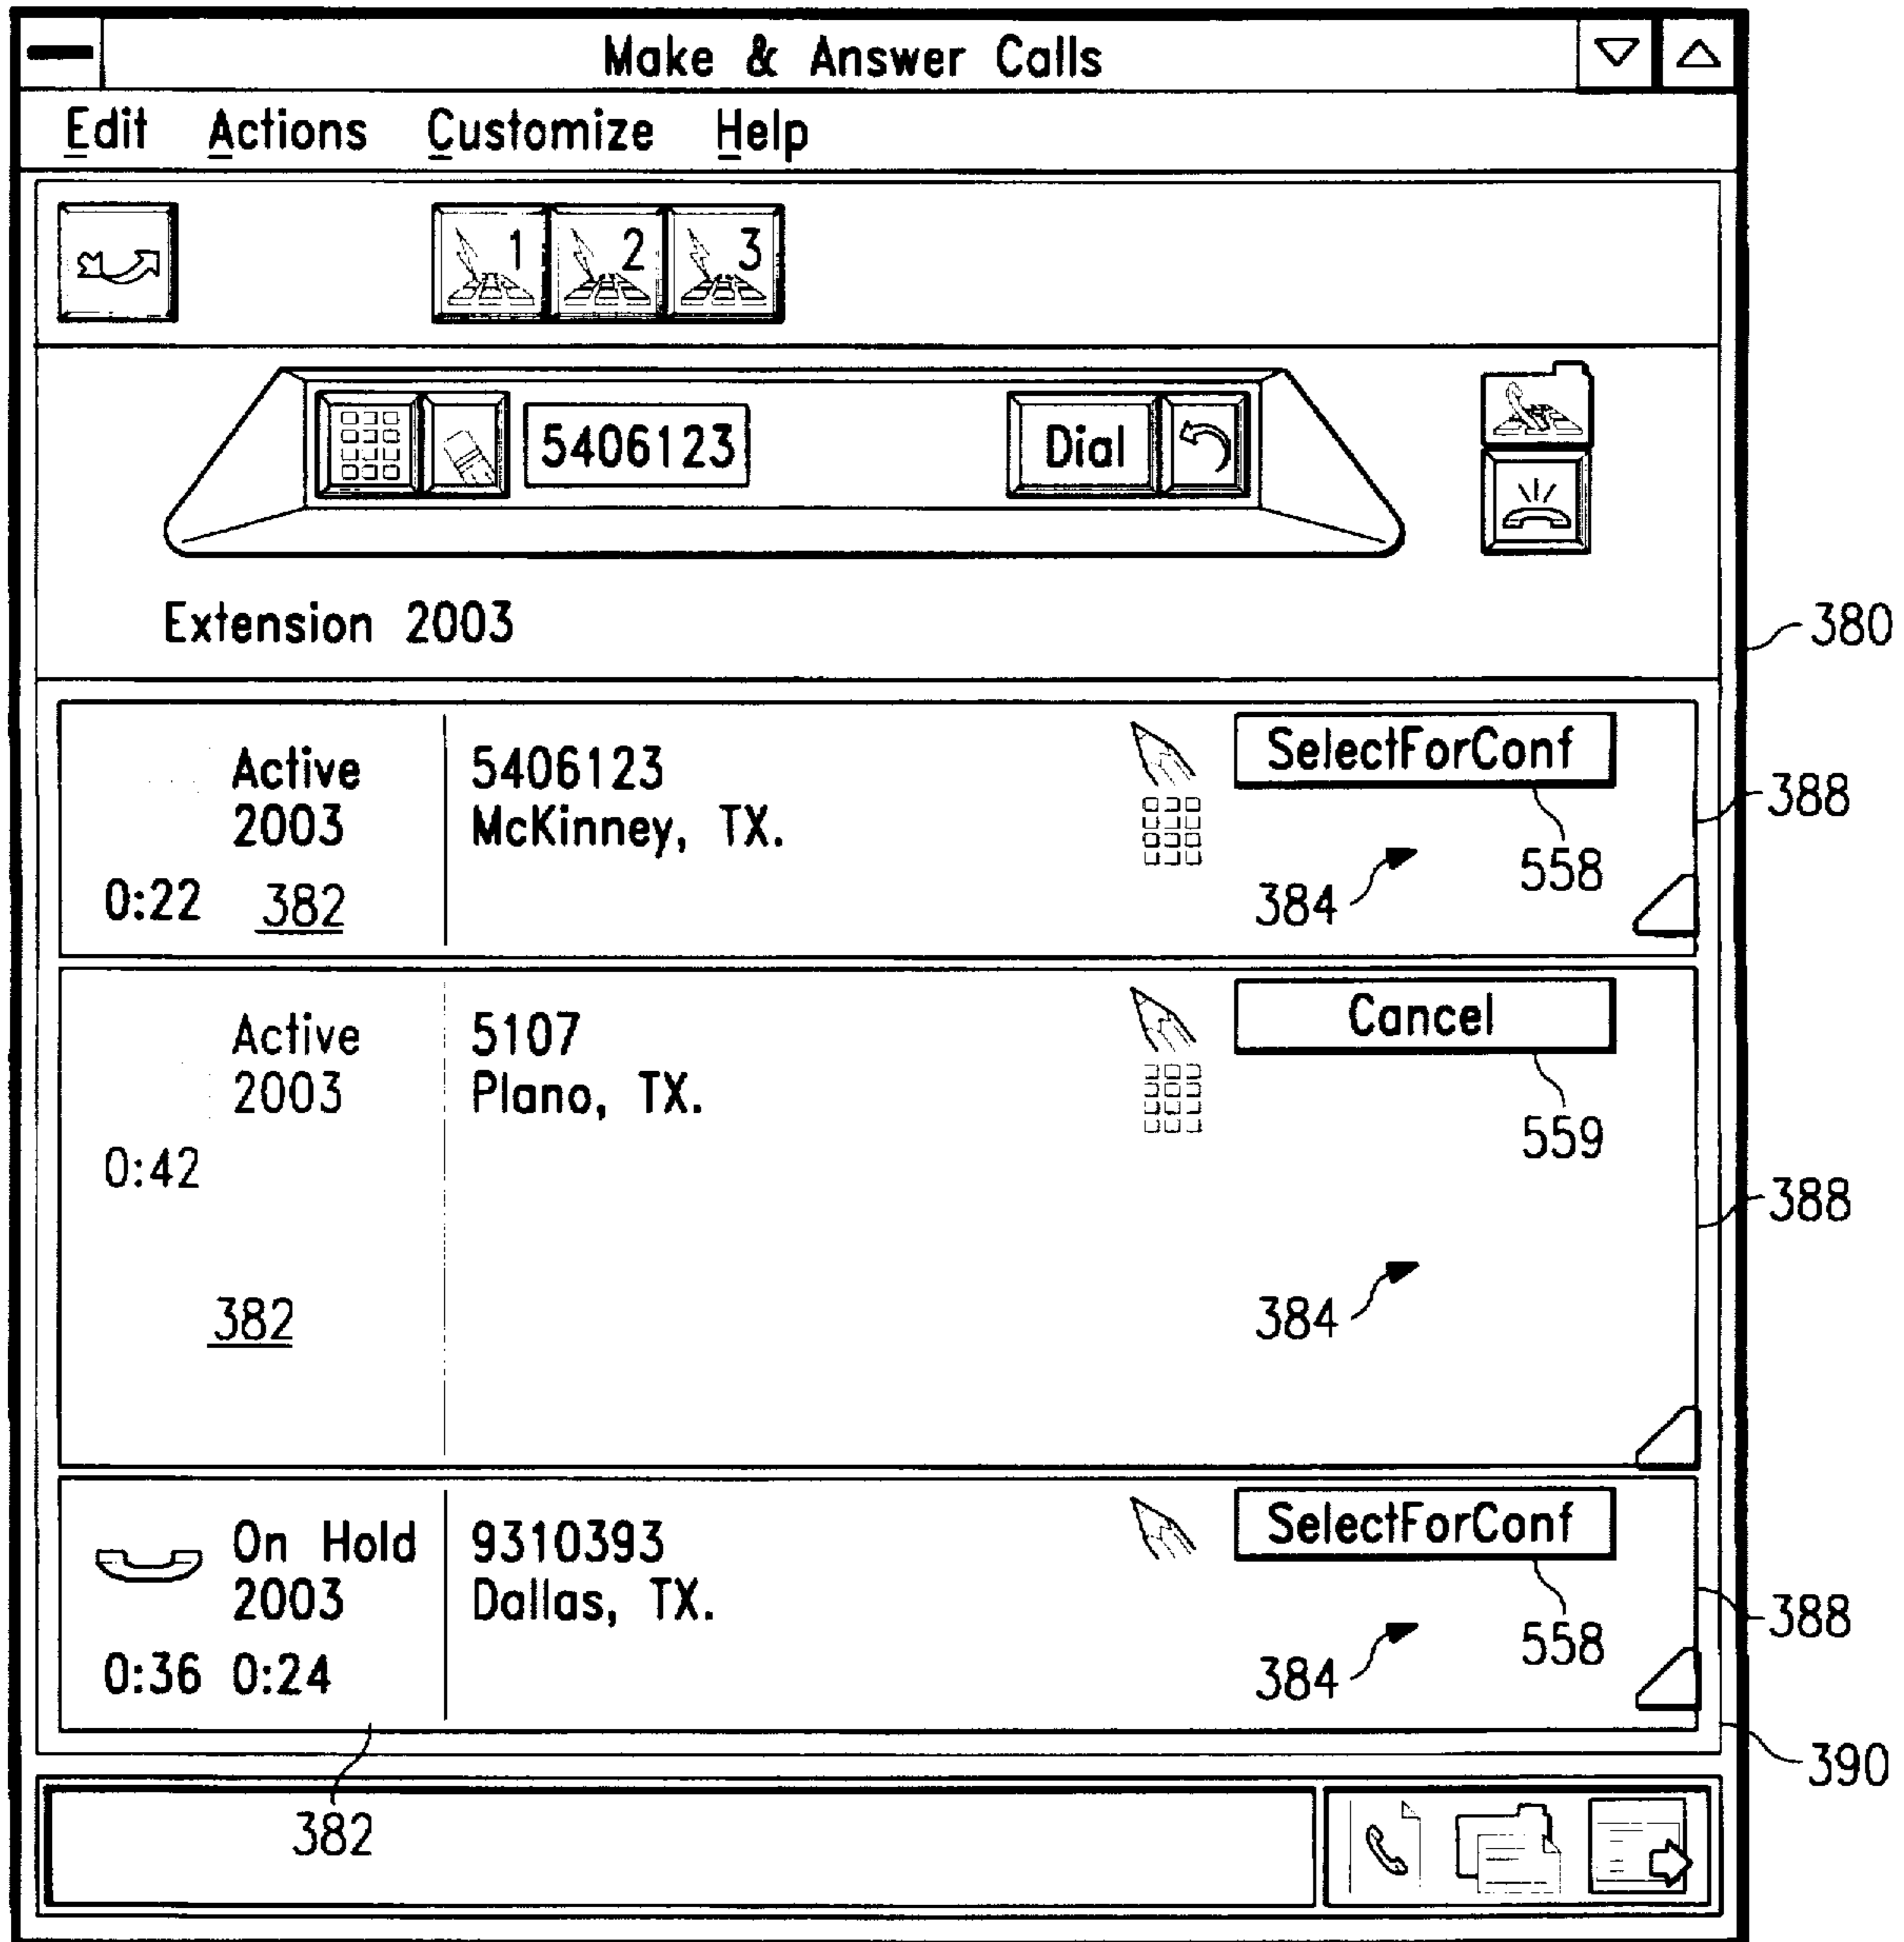 Make & Answer Calls
Edit Actions Customize Help
1 2 3
5406123 Dial
Extension 2003
380
Active 5406123 SelectForConf
388
2003 McKinney, TX.
558
0:22 382 384
Active 5107 Cancel
2003 Plano, TX.
559
0:42
388
382 384
On Hold 9310393 SelectForConf
2003 Dallas, TX.
388
558
0:36 0:24 384
390
382